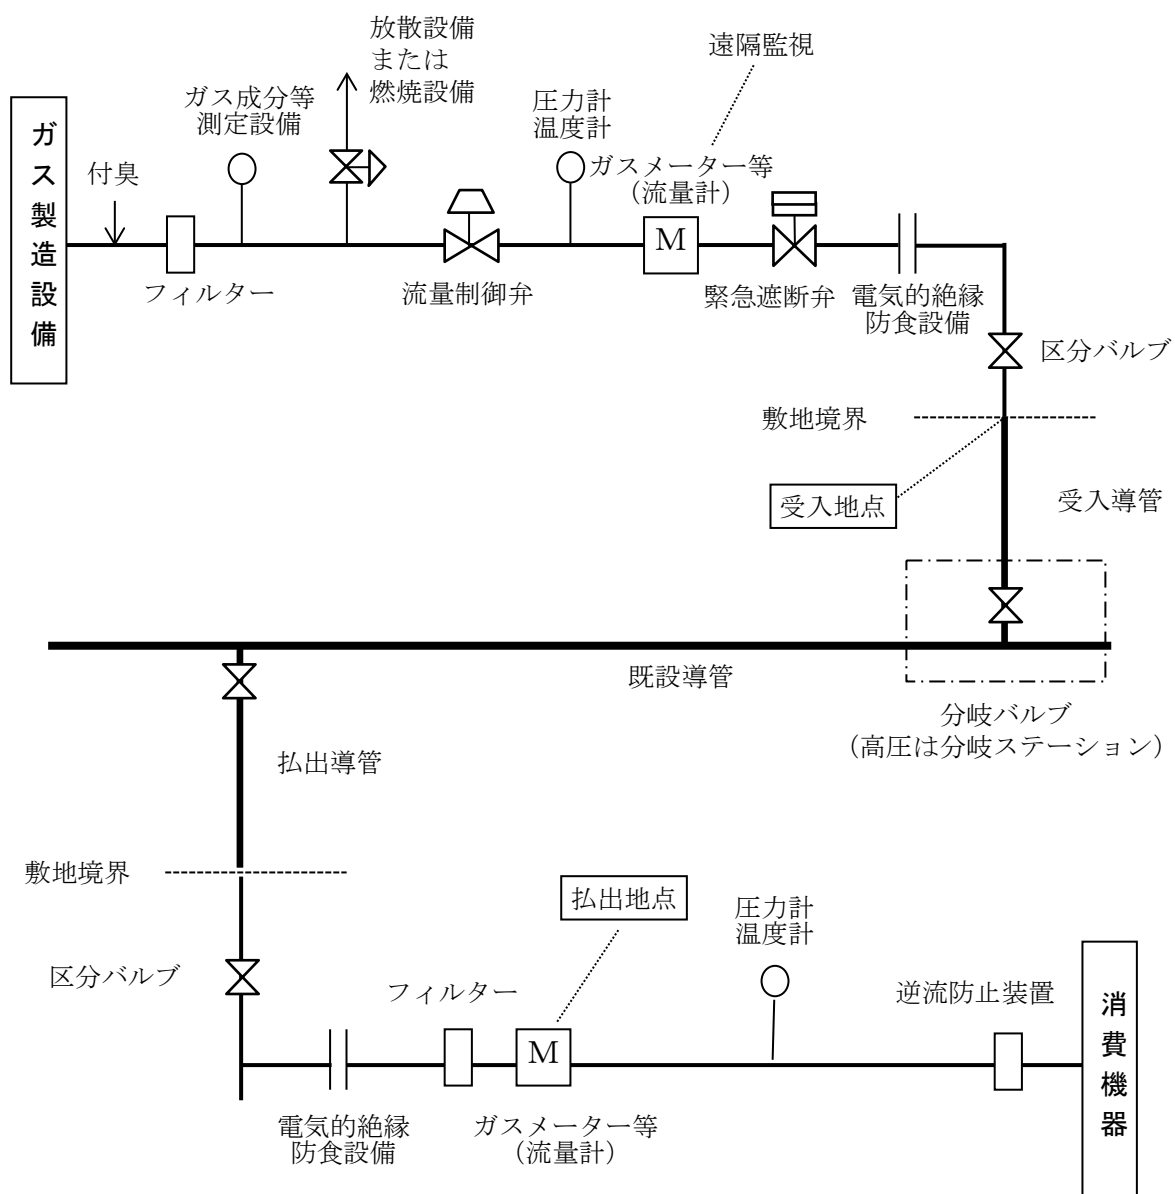 放散設備
または
燃焼設備
遠隔監視
ガス成分等
測定設備
圧力計
温度計
ガス製造設備
付臭
ガスメーター等
（流量計）
M
フィルター
流量制御弁
緊急遮断弁
電気的絶縁
防食設備
区分バルブ
敷地境界
受入地点
受入導管
既設導管
分岐バルブ
（高圧は分岐ステーション）
払出導管
敷地境界
払出地点
圧力計
温度計
区分バルブ
フィルター
逆流防止装置
消費機器
M
電気的絶縁
防食設備
ガスメーター等
（流量計）